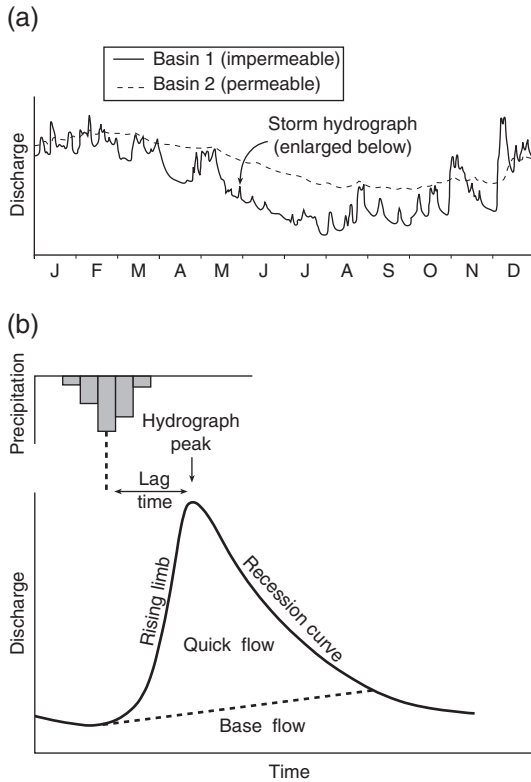 (a)
Basin 1 (impermeable)
Basin 2 (permeable)
Storm hydrograph
(enlarged below)
Discharge
J F M A M J J A S O N D
(b)
Precipitation
Hydrograph
peak
Lag
time
Discharge
Rising limb
Recession curve
Quick flow
Base flow
Time